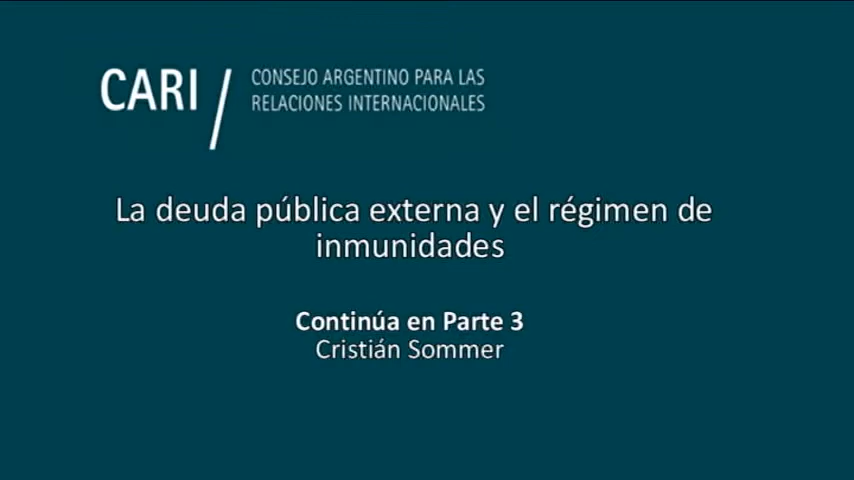 CARI/
CONSEJO ARGENTINO PARA LAS
RELACIONES INTERNACIONALES
La deuda pública externa y el régimen de
inmunidades
Continúa en Parte 3
Cristián Sommer